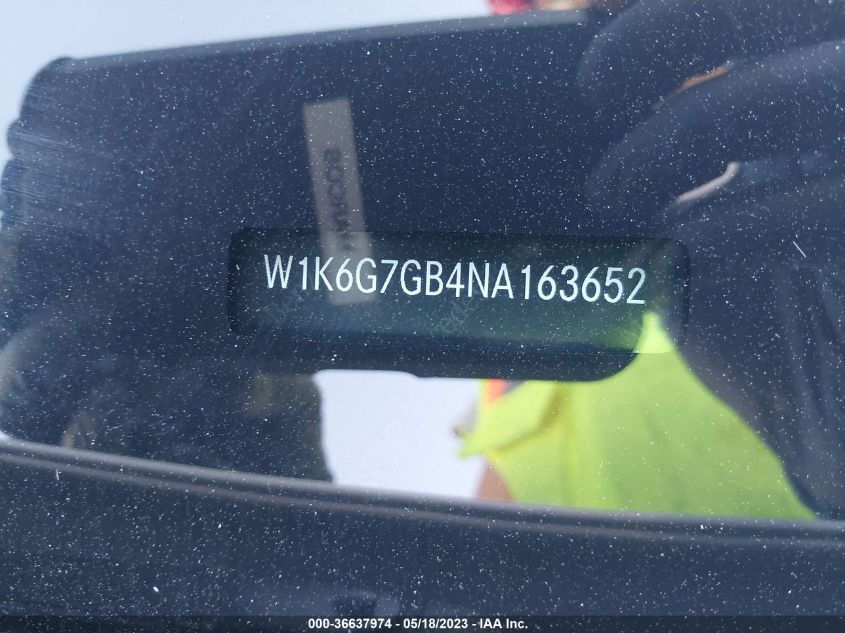 W1K6G7GB4NA163652
000-36637974 — 05/18/2023 - IAA Inc.